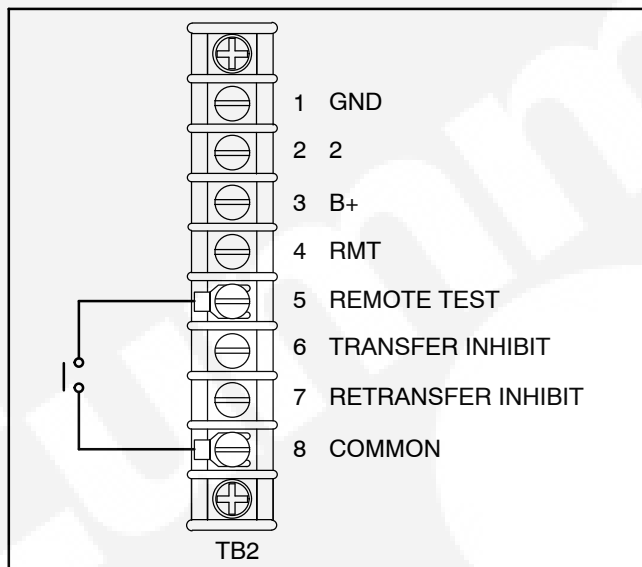 1 GND
2 2
3 B+
4 RMT
5 REMOTE TEST
6 TRANSFER INHIBIT
7 RETRANSFER INHIBIT
8 COMMON
TB2